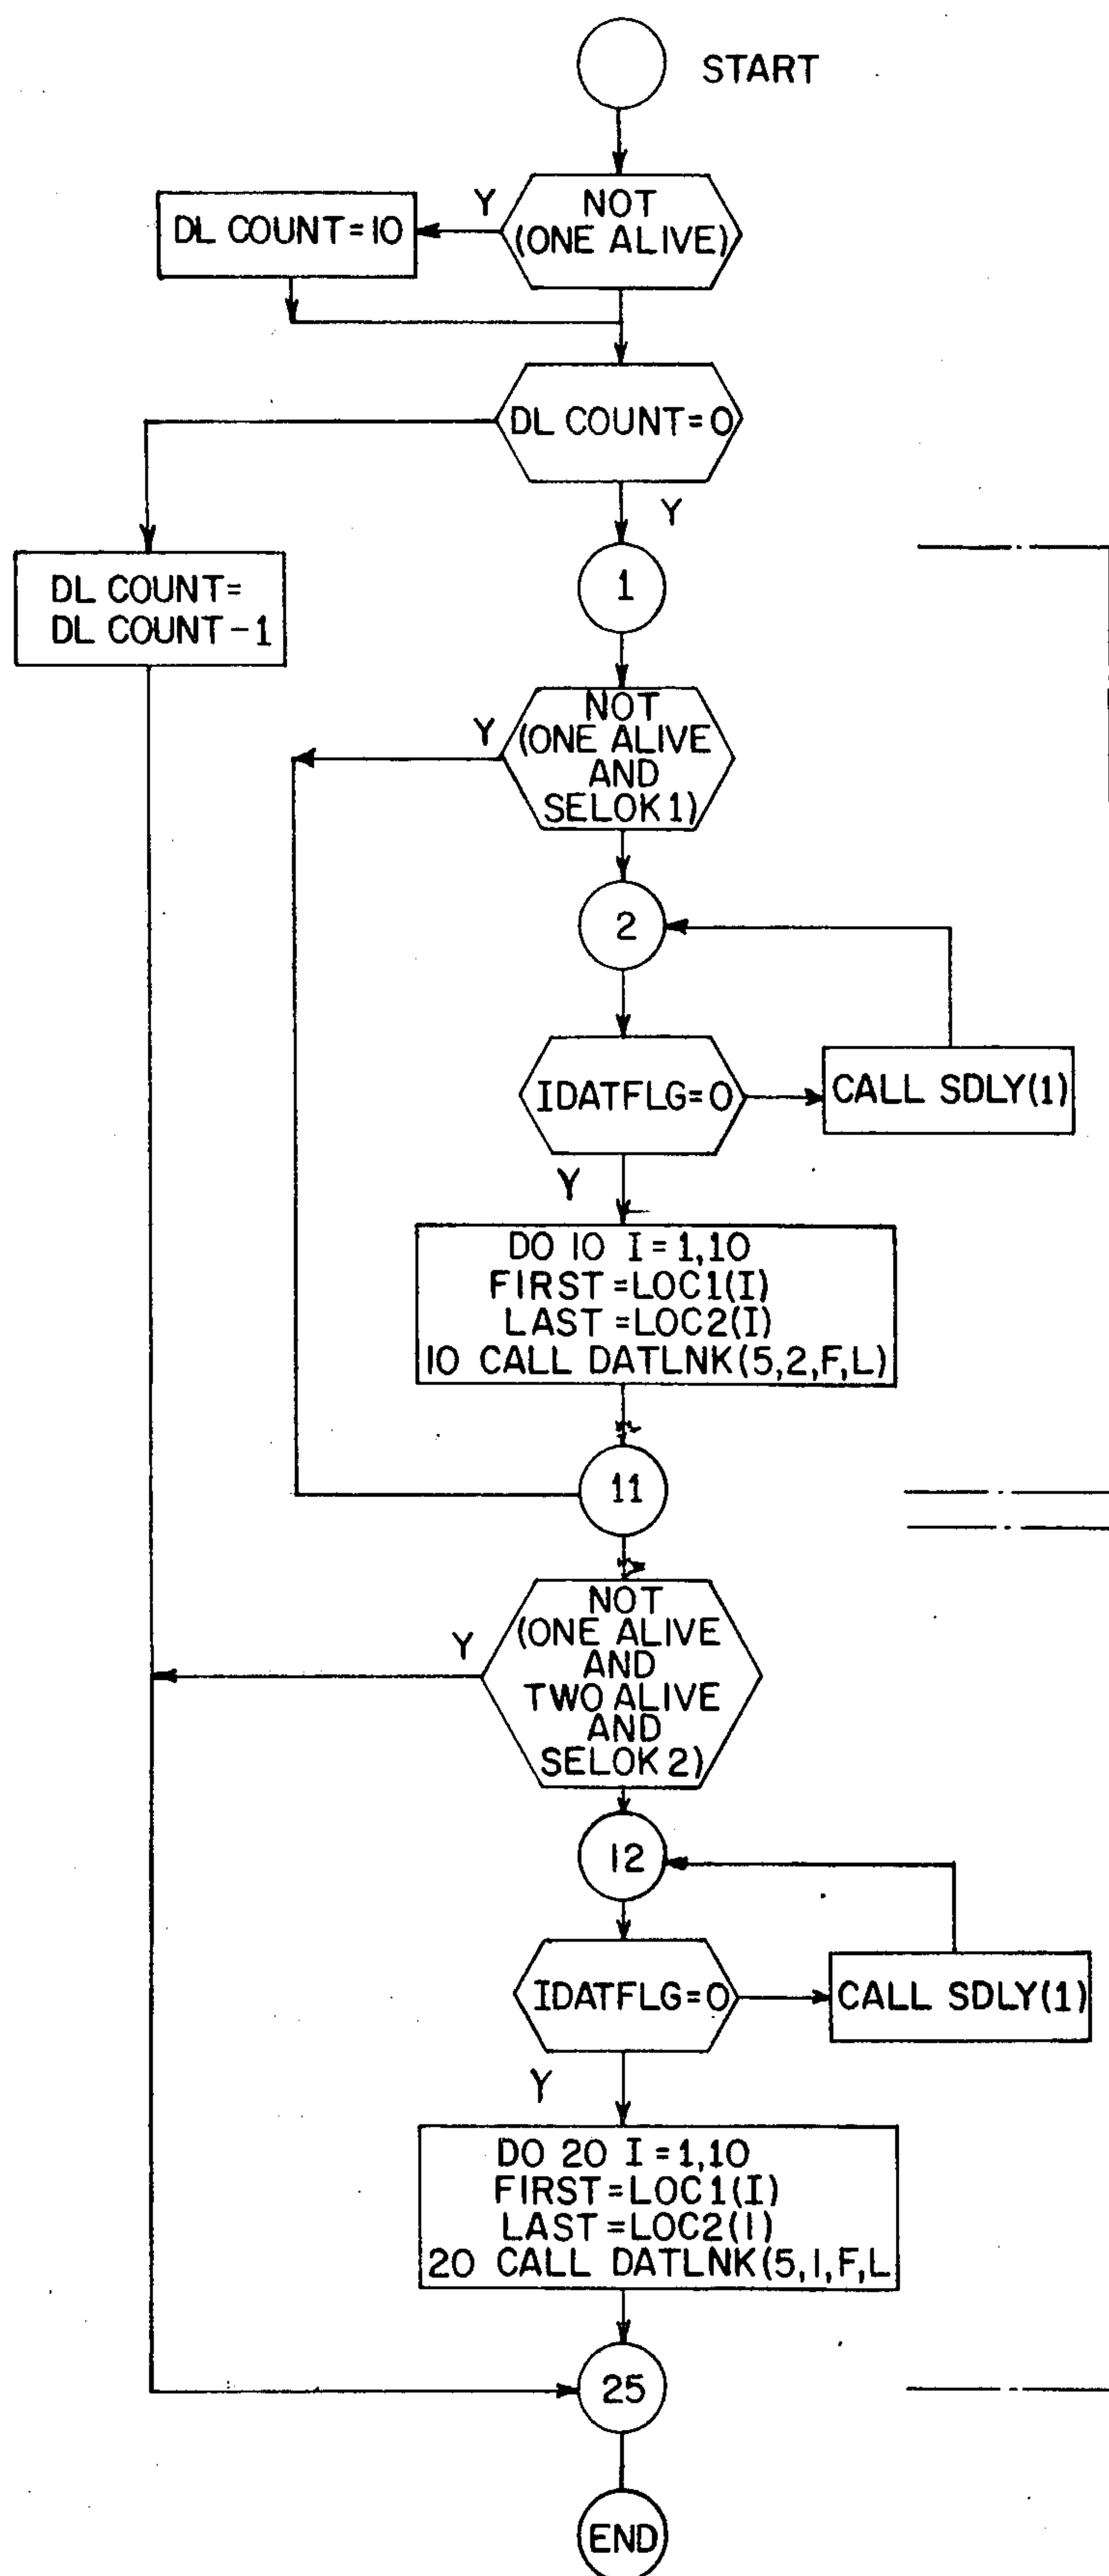 START
Y
NOT
(ONE ALIVE)
DL COUNT=10
DL COUNT=0
Y
DL COUNT=
DL COUNT-1
1
Y
NOT
(ONE ALIVE
AND
SELOK 1)
2
IDATFLG=0
CALL SDLY(1)
Y
DO 10 I=1,10
FIRST=LOC1(I)
LAST=LOC2(I)
10 CALL DATLNK(5,2,F,L)
11
Y
NOT
(ONE ALIVE
AND
TWO ALIVE
AND
SELOK 2)
12
IDATFLG=0
CALL SDLY(1)
Y
DO 20 I=1,10
FIRST=LOC1(I)
LAST=LOC2(I)
20 CALL DATLNK(5,1,F,L
25
END